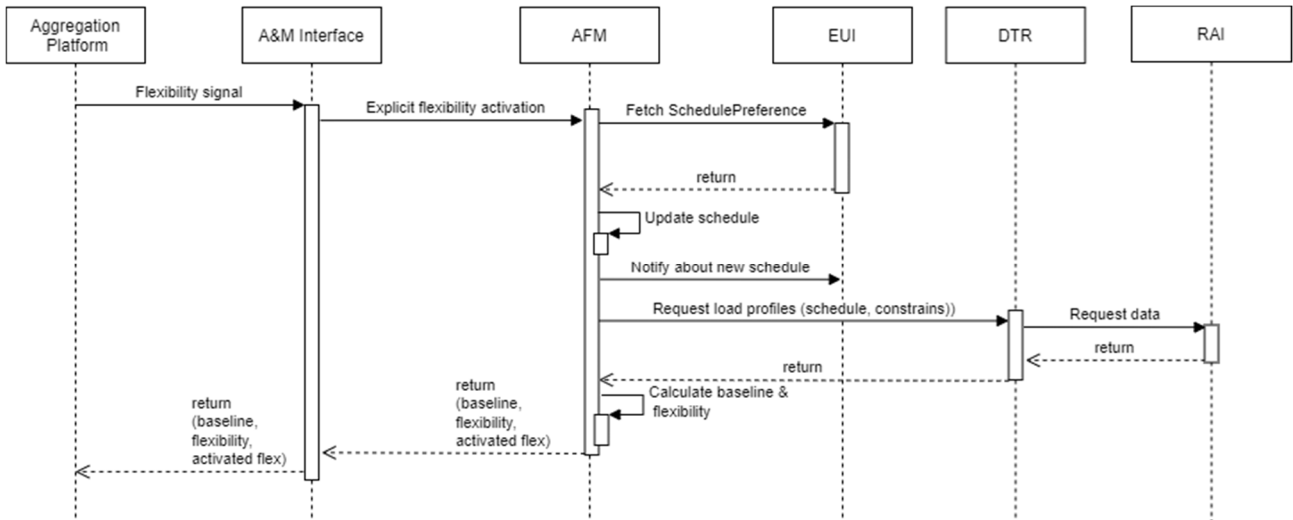 Aggregation
Platform
A&M Interface
AFM
EUI
DTR
RAI
Flexibility signal
Explicit flexibility activation
Fetch SchedulePreference
return
Update schedule
Notify about new schedule
Request load profiles (schedule, constrains))
Request data
return
return
Calculate baseline &
flexibility
return
(baseline,
flexibility,
activated flex)
return
(baseline,
flexibility,
activated flex)